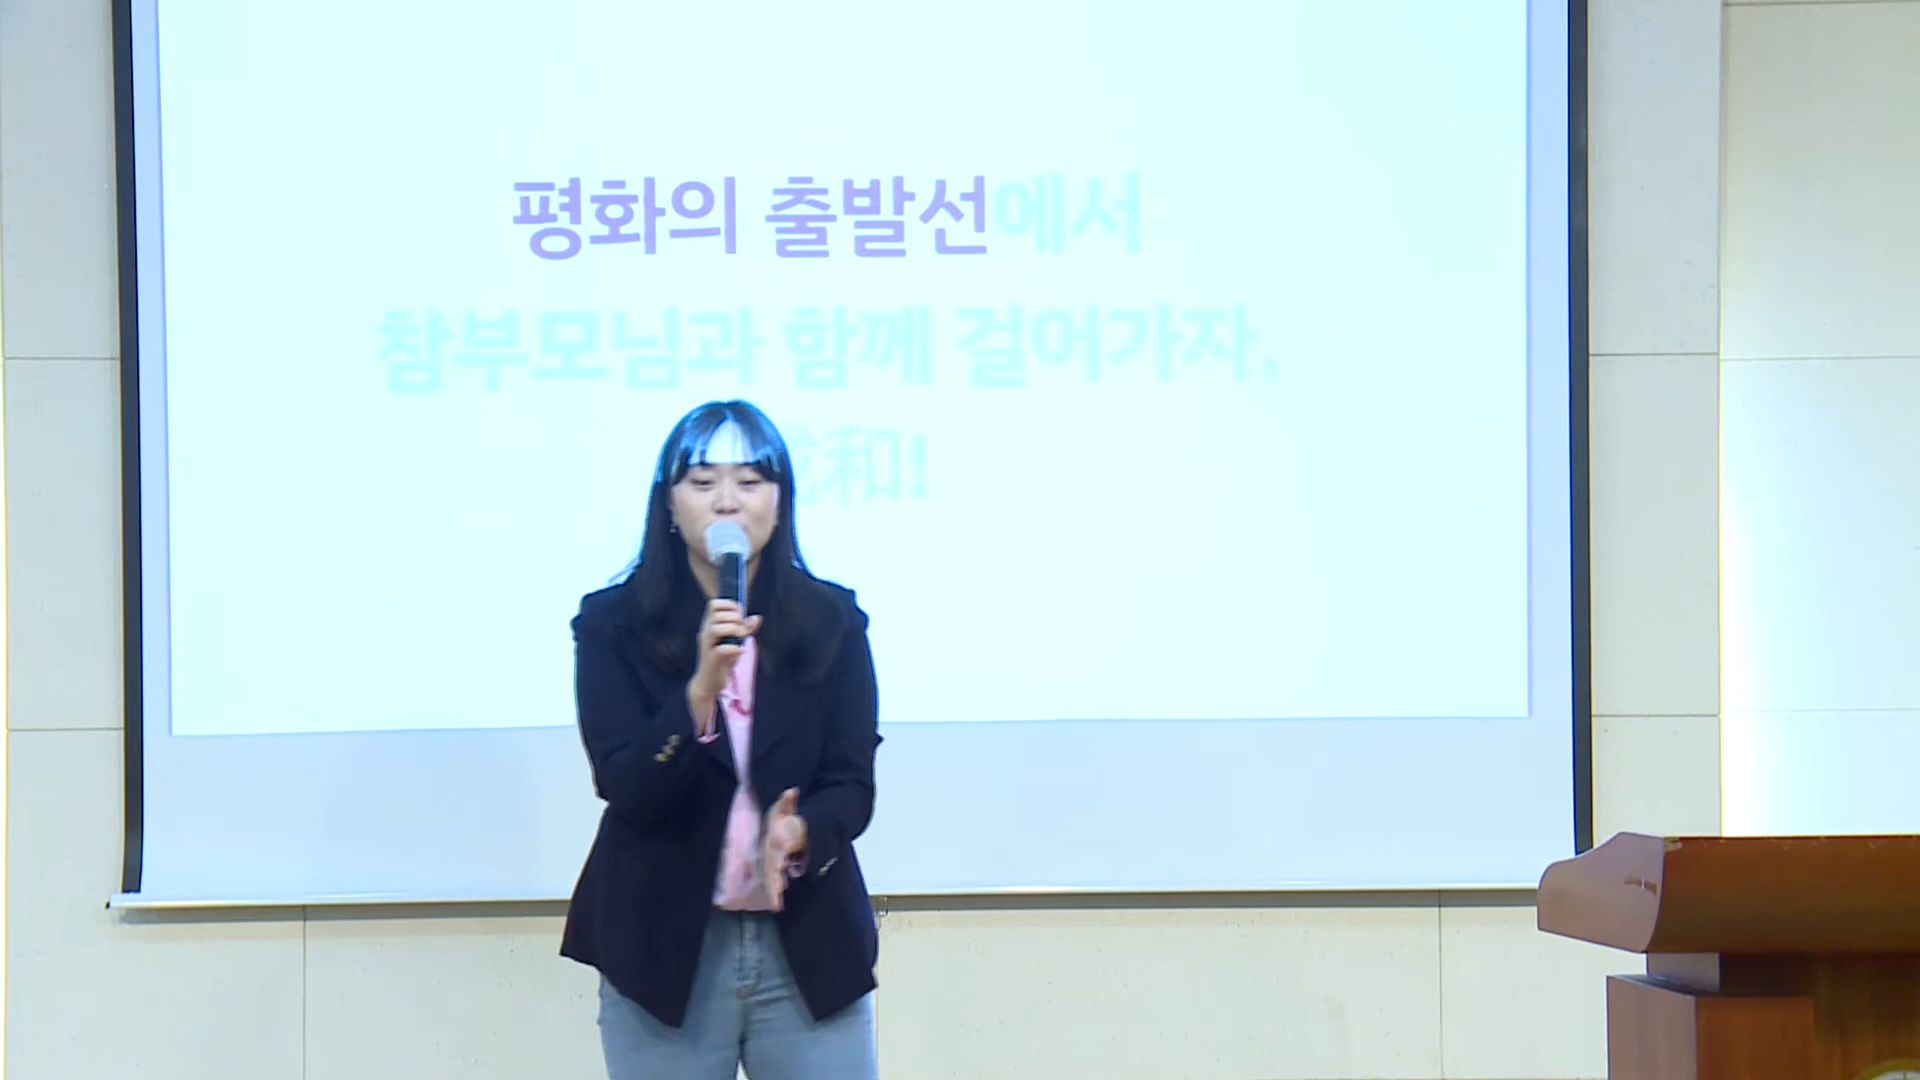 평화의 출발선에서
참부모님과 함께 걸어가자,
和!